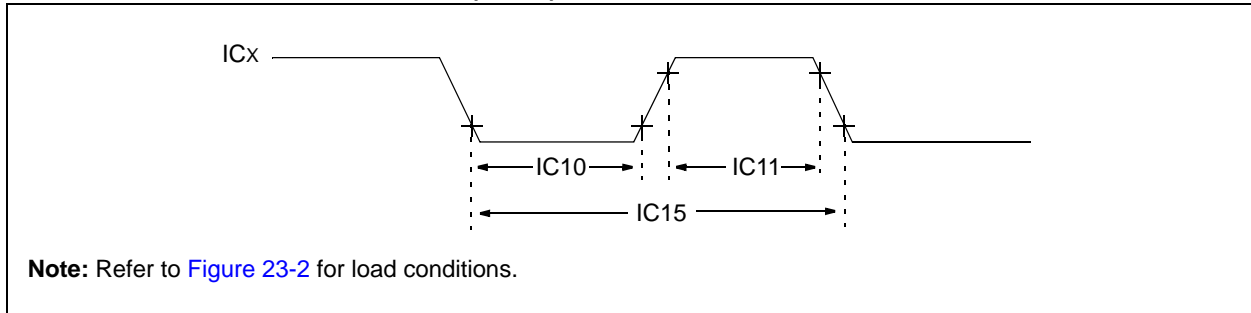 ICx
IC10
IC11
IC15
Note: Refer to Figure 23-2 for load conditions.